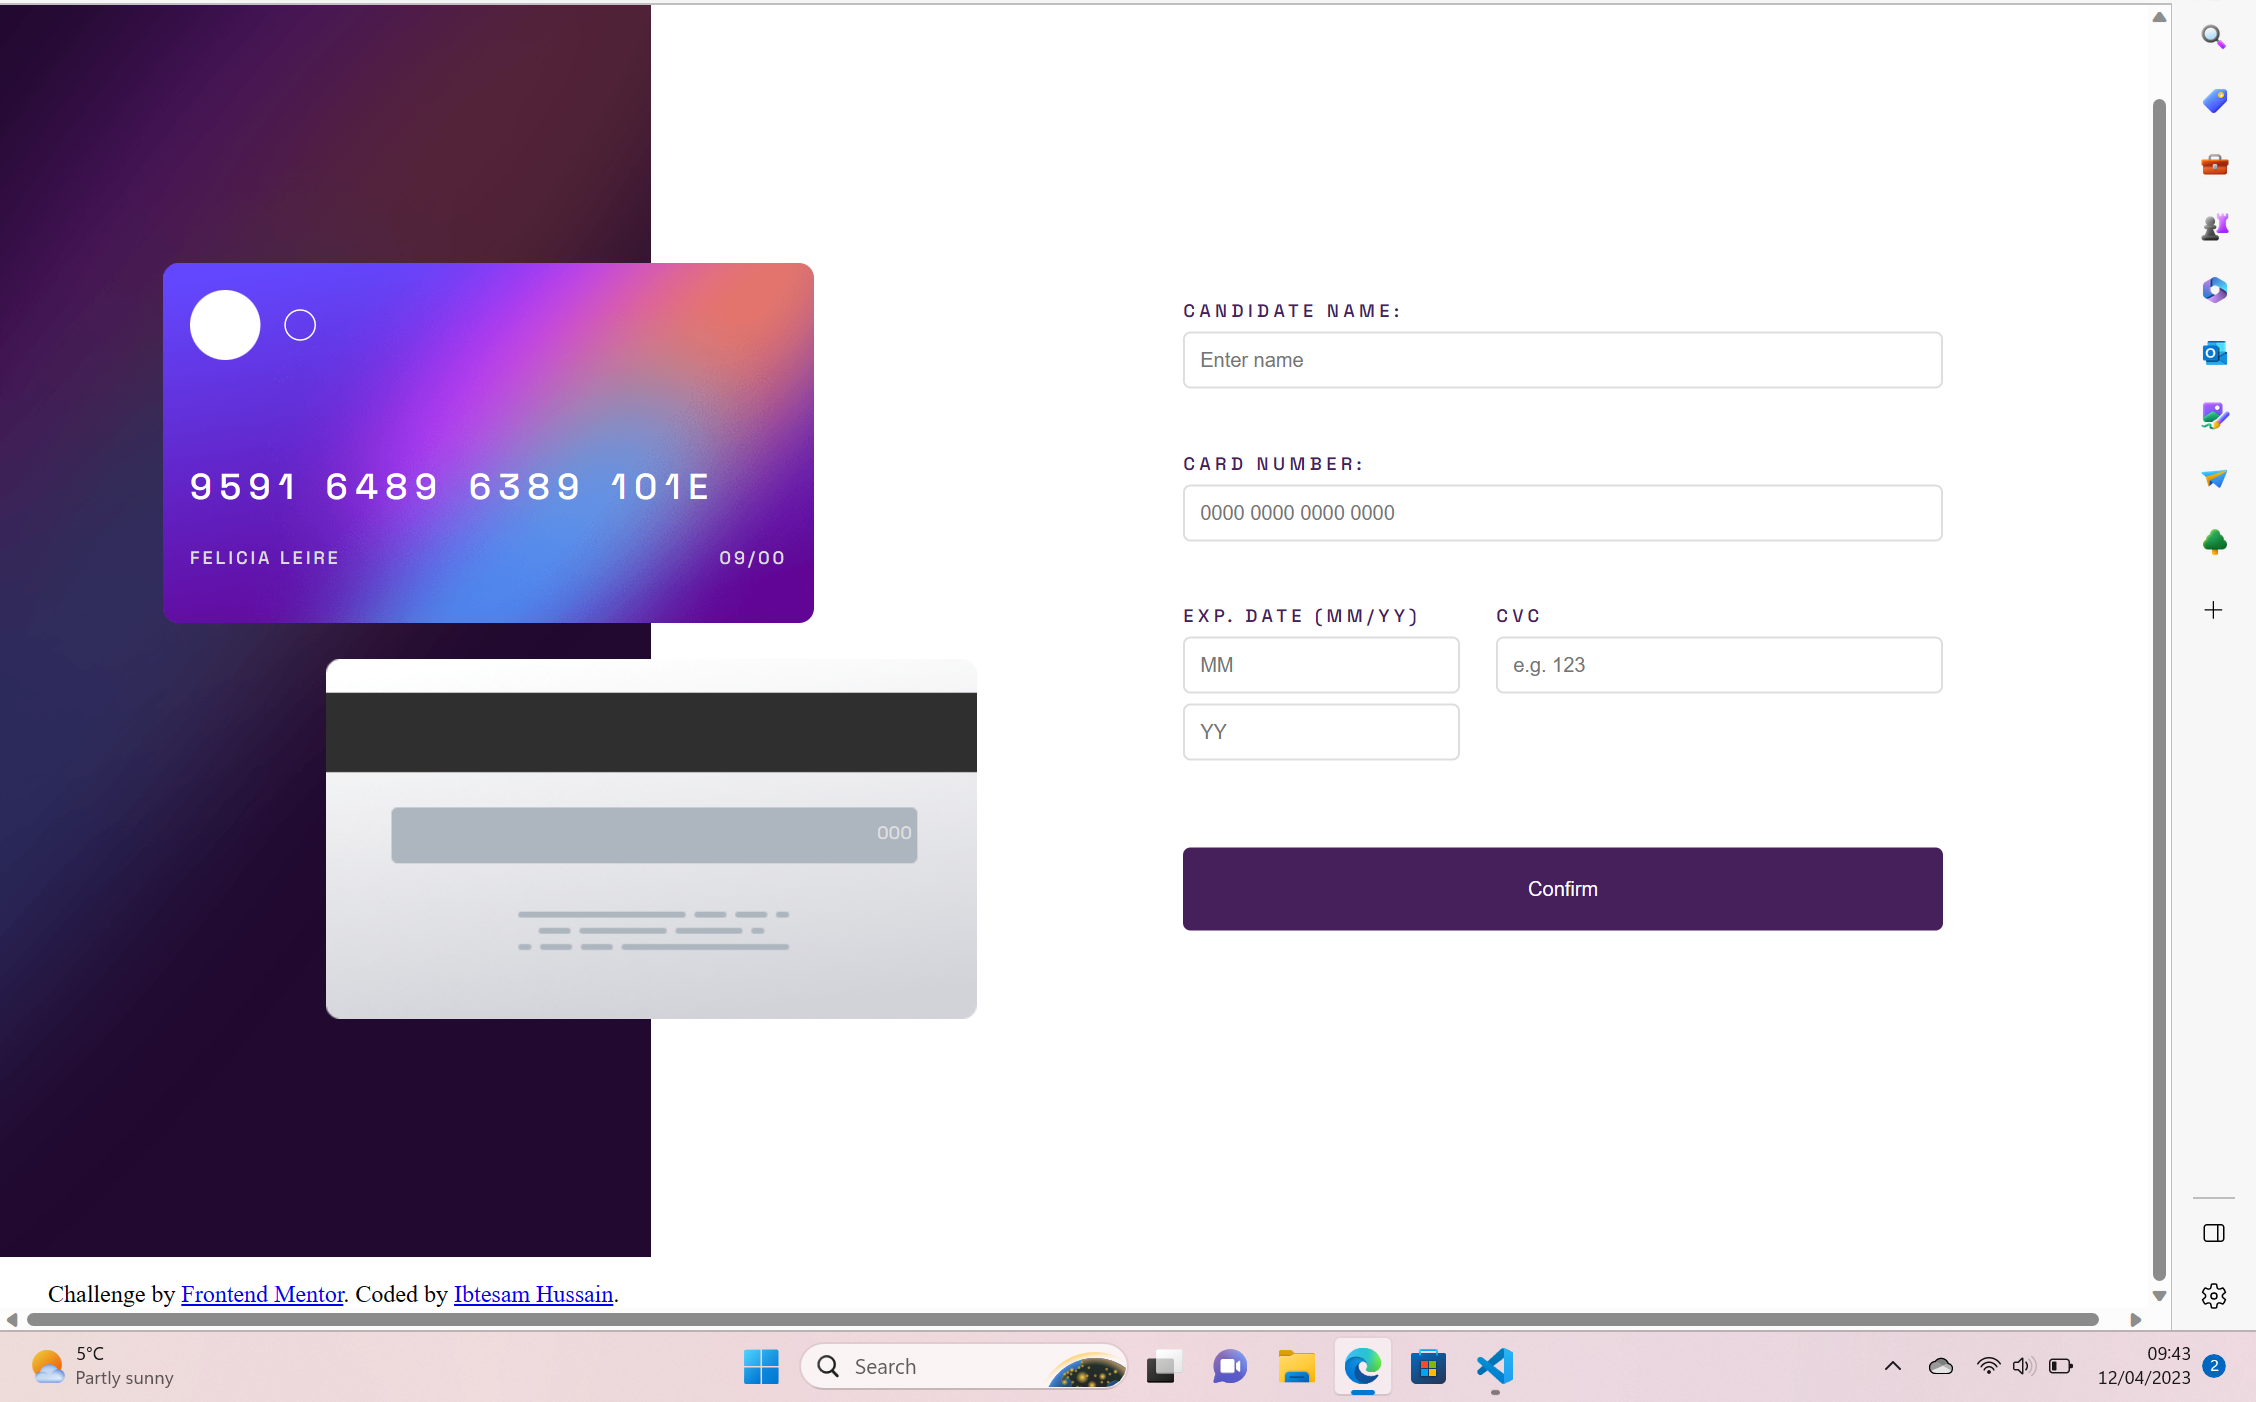 9591 6489 6389 101E
FELICIA LEIRE 09/00
000
CANDIDATE NAME:
Enter name
CARD NUMBER:
0000 0000 0000 0000
EXP. DATE (MM/YY) CVC
MM e.g. 123
YY
Confirm
Challenge by Frontend Mentor. Coded by Ibtesam Hussain.
5°C
Partly sunny
Search
09:43
12/04/2023
2